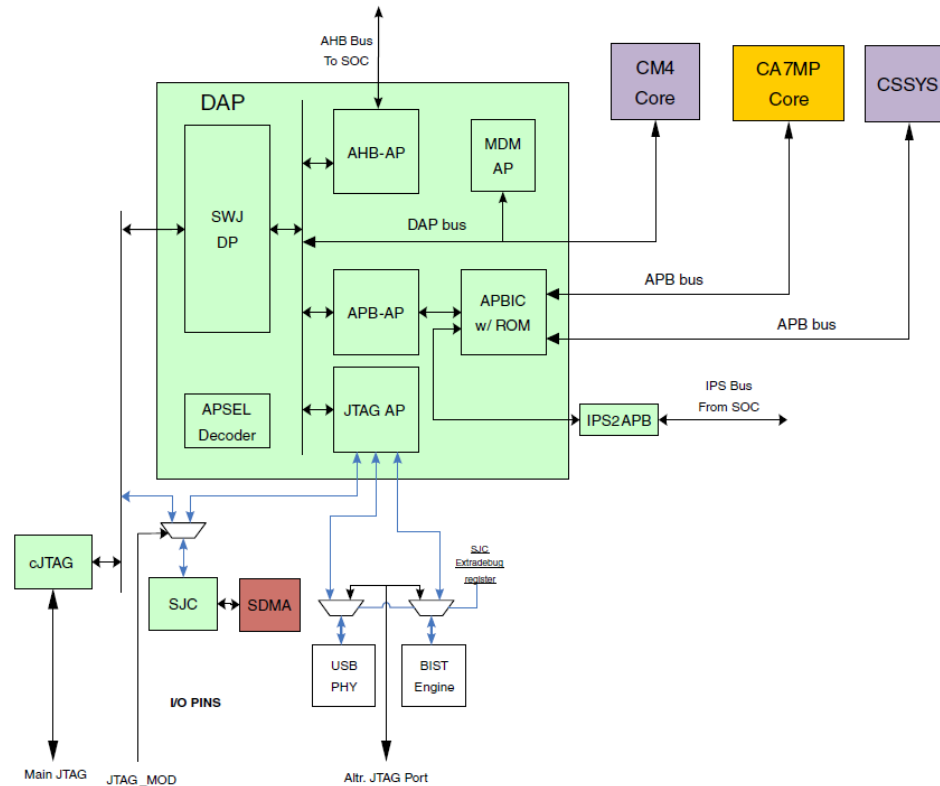 AHB Bus
To SOC
CM4
Core
CA7MP
Core
CSSYS
DAP
AHB-AP
MDM
AP
SWJ
DP
DAP bus
APB-AP
APBIC
w/ ROM
APB bus
APB bus
APSEL
Decoder
JTAG AP
IPS2APB
IPS Bus
From SOC
cJTAG
SJC
SDMA
SJC
Extradebug
register
USB
PHY
BIST
Engine
I/O PINS
Main JTAG
JTAG_MOD
Altr. JTAG Port